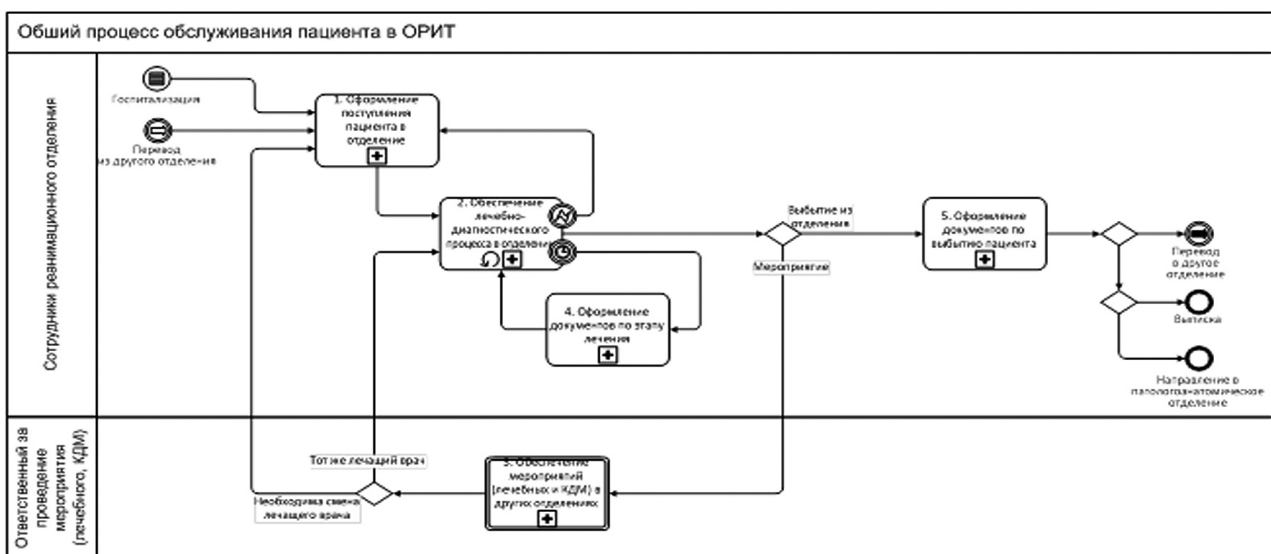 Обший процесс обслуживания пациента в ОРИТ
Сотрудники реанимационного отделения
Госпитализация
Перевод
из другого отделения
1. Оформление
поступления
пациента в
отделение
2. Обеспечение
лечебно-
диагностического
процесса в отделени
4. Оформление
документов по этапу
лечения
Выбытие из
отделения
Мероприятие
5. Оформление
документов по
выбытию пациента
Перевод
в другое
отделение
Выписка
Направление в
патологоанатомическое
отделение
Ответственный за
проведение
мероприятия
(лечебного, КДМ)
Тот же лечащий врач
Необходима смена
лечащего врача
3. Обеспечение
мероприятий
(лечебных и КДМ) в
других отделениях